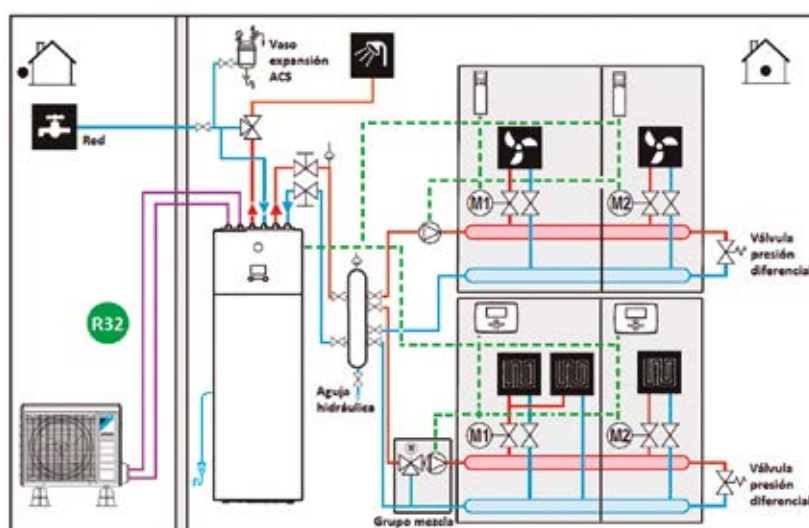 Vaso
expansión
ACS
Red
R32
M1
M2
Válvula
presión
diferencial
Aguja
hidráulica
M1
M2
Válvula
presión
diferencial
Grupo mezcla